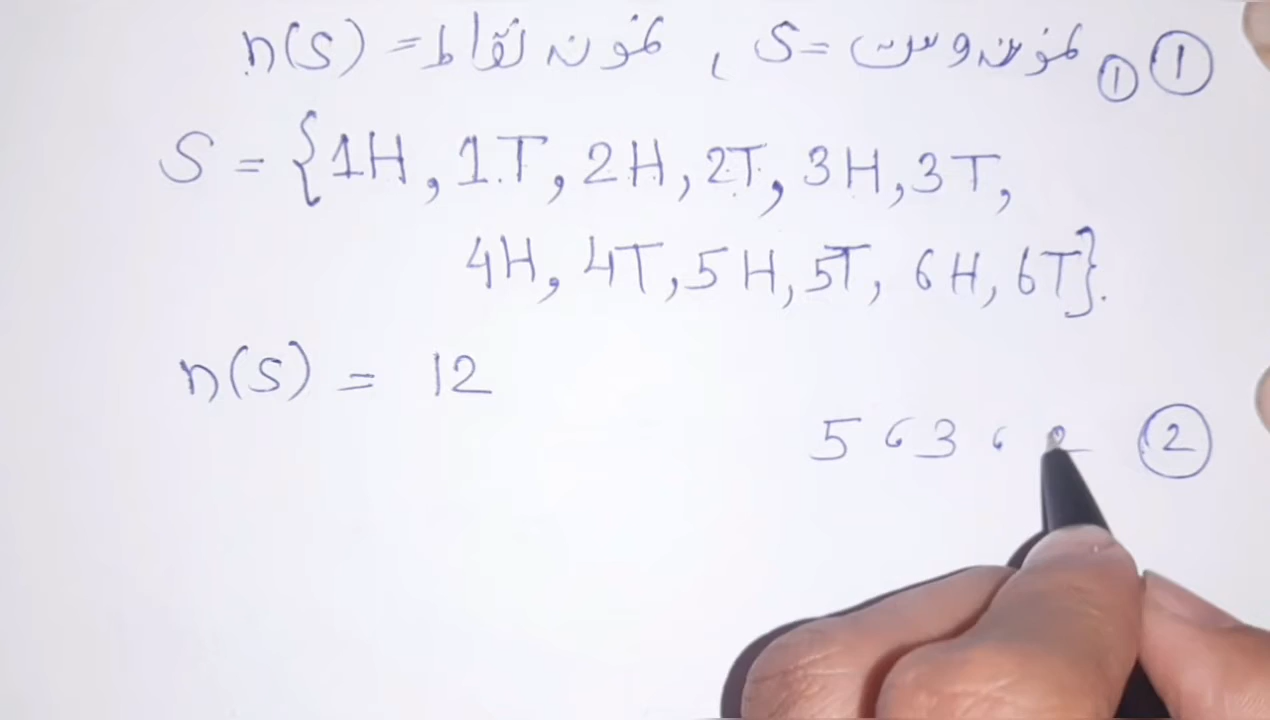 ① ① نمونہ وسعت = S ، نمونہ نقاط = n(S)
S = {1H, 1T, 2H, 2T, 3H, 3T,
4H, 4T, 5H, 5T, 6H, 6T}.
n(S) = 12
② 2 ، 3 ، 5